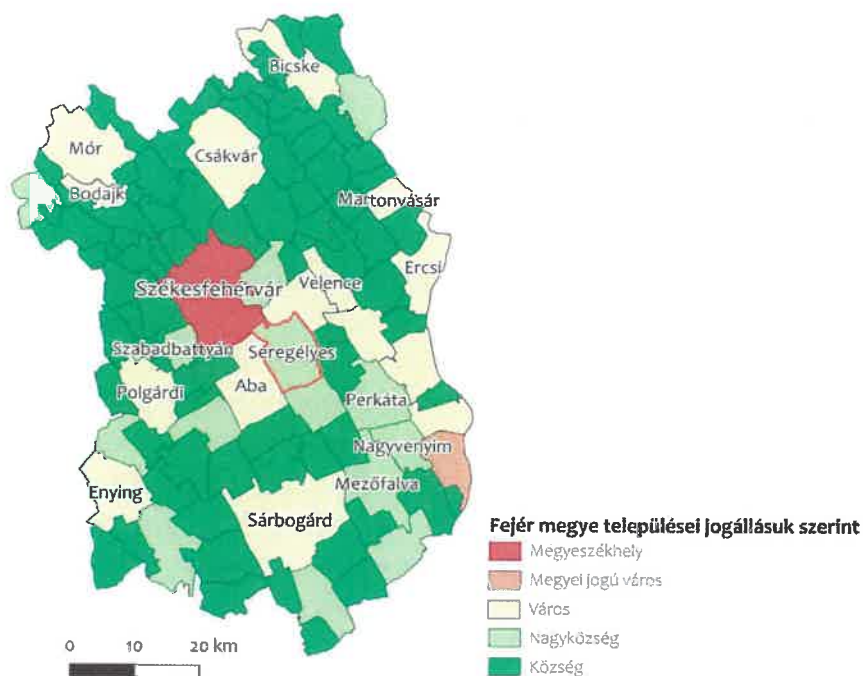 Bicske
Mór
Csákvár
Bodajk
Martonvásár
Ercsi
Székesfehérvár
Velence
Szabadbattyán
Seregélyes
Polgárdi
Aba
Perkáta
Nagyvenyim
Enying
Mezőfalva
Sárbogárd
Fejér megye települései jogállásuk szerint
Megyeszékhely
Megyei jogú város
Város
Nagyközség
Község
0 10 20 km